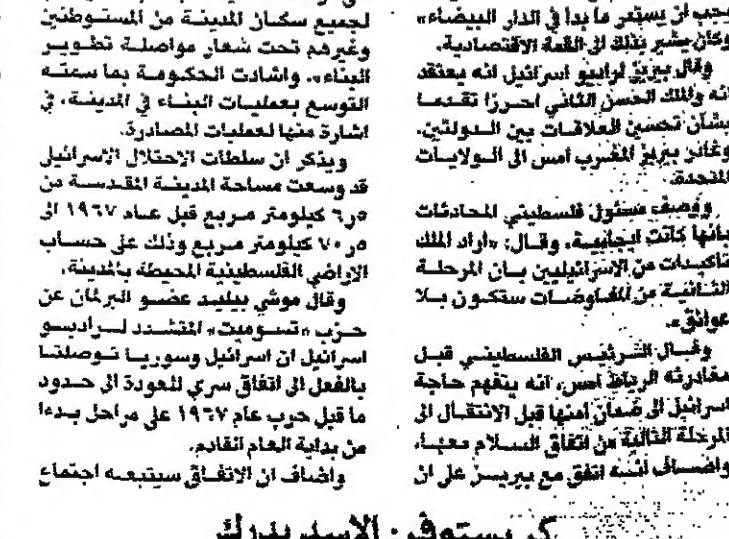 يجب ان يستمر ما بدا في الدار البيضاء»
وكان يشير بذلك الى القمة الاقتصادية.
وقال بيريز لراديو اسرائيل انه يعتقد
انه والملك الحسن الثاني احرزا تقدما
بشأن تحسين العلاقات بين الدولتين.
وغادر بيريز المغرب امس الى الولايات
المتحدة.
ووصف مسؤول فلسطيني المحادثات
بانها كانت ايجابية. وقال: «اراد الملك
تاكيدات من الاسرائيليين بان المرحلة
الثانية من المفاوضات ستكون بلا
عوائق».
وقال الرئيس الفلسطيني قبل
مغادرته الرباط امس، انه يتفهم حاجة
اسرائيل الى ضمان امنها قبل الانتقال الى
المرحلة التالية من اتفاق السلام معها.
واضاف انه اتفق مع بيريس على ان
لجميع سكان المدينة من المستوطنين
وغيرهم تحت شعار مواصلة تطوير
البناء». واشادت الحكومة بما سمته
التوسع بعمليات البناء في المدينة، في
اشارة منها لعمليات المصادرة.
ويذكر ان سلطات الاحتلال الإسرائيلي
قد وسعت مساحة المدينة المقدسة من
٦٫٥ كيلومتر مربع قبل عام ١٩٦٧ الى
٧٠٫٥ كيلومتر مربع وذلك على حساب
الاراضي الفلسطينية المحيطة بالمدينة.
وقال موشي بيليد عضو البرلمان عن
حزب «تسوميت» المتشدد لراديو
اسرائيل ان اسرائيل وسوريا توصلتا
بالفعل الى اتفاق سري للعودة الى حدود
ما قبل حرب عام ١٩٦٧ على مراحل بدءا
من بداية العام القادم.
واضاف ان الاتفاق سيتبعه اجتماع